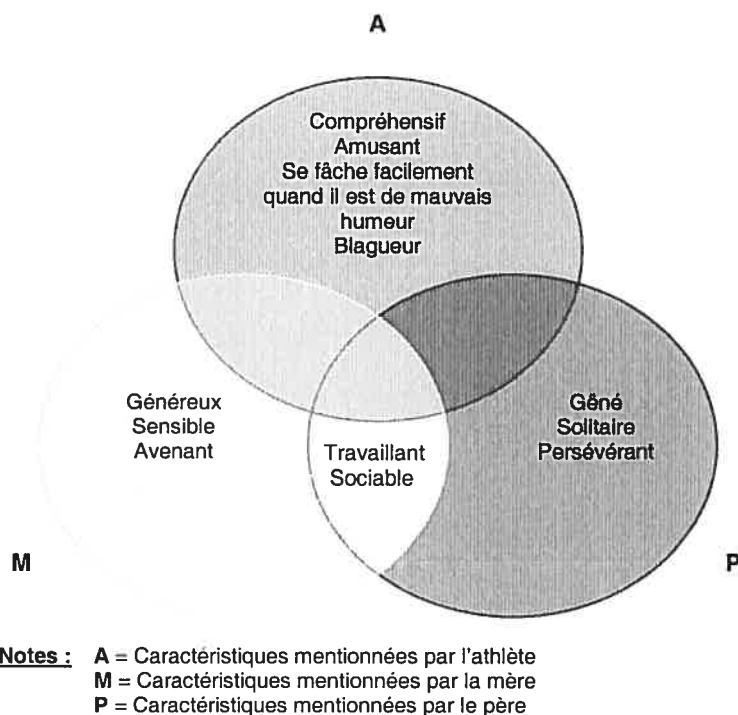 A
Compréhensif
Amusant
Se fâche facilement
quand il est de mauvais
humeur
Blagueur
Généreux
Sensible
Avenant
Travaillant
Sociable
Gêné
Solitaire
Persévérant
M
P
Notes : A = Caractéristiques mentionnées par l'athlète
M = Caractéristiques mentionnées par la mère
P = Caractéristiques mentionnées par le père